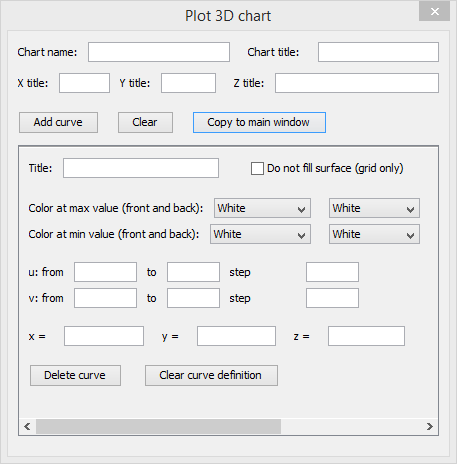 Plot 3D chart
Chart name: Chart title:
X title: Y title: Z title:
Add curve Clear Copy to main window
Title: Do not fill surface (grid only)
Color at max value (front and back): White White
Color at min value (front and back): White White
u: from to step
v: from to step
x = y = z =
Delete curve Clear curve definition